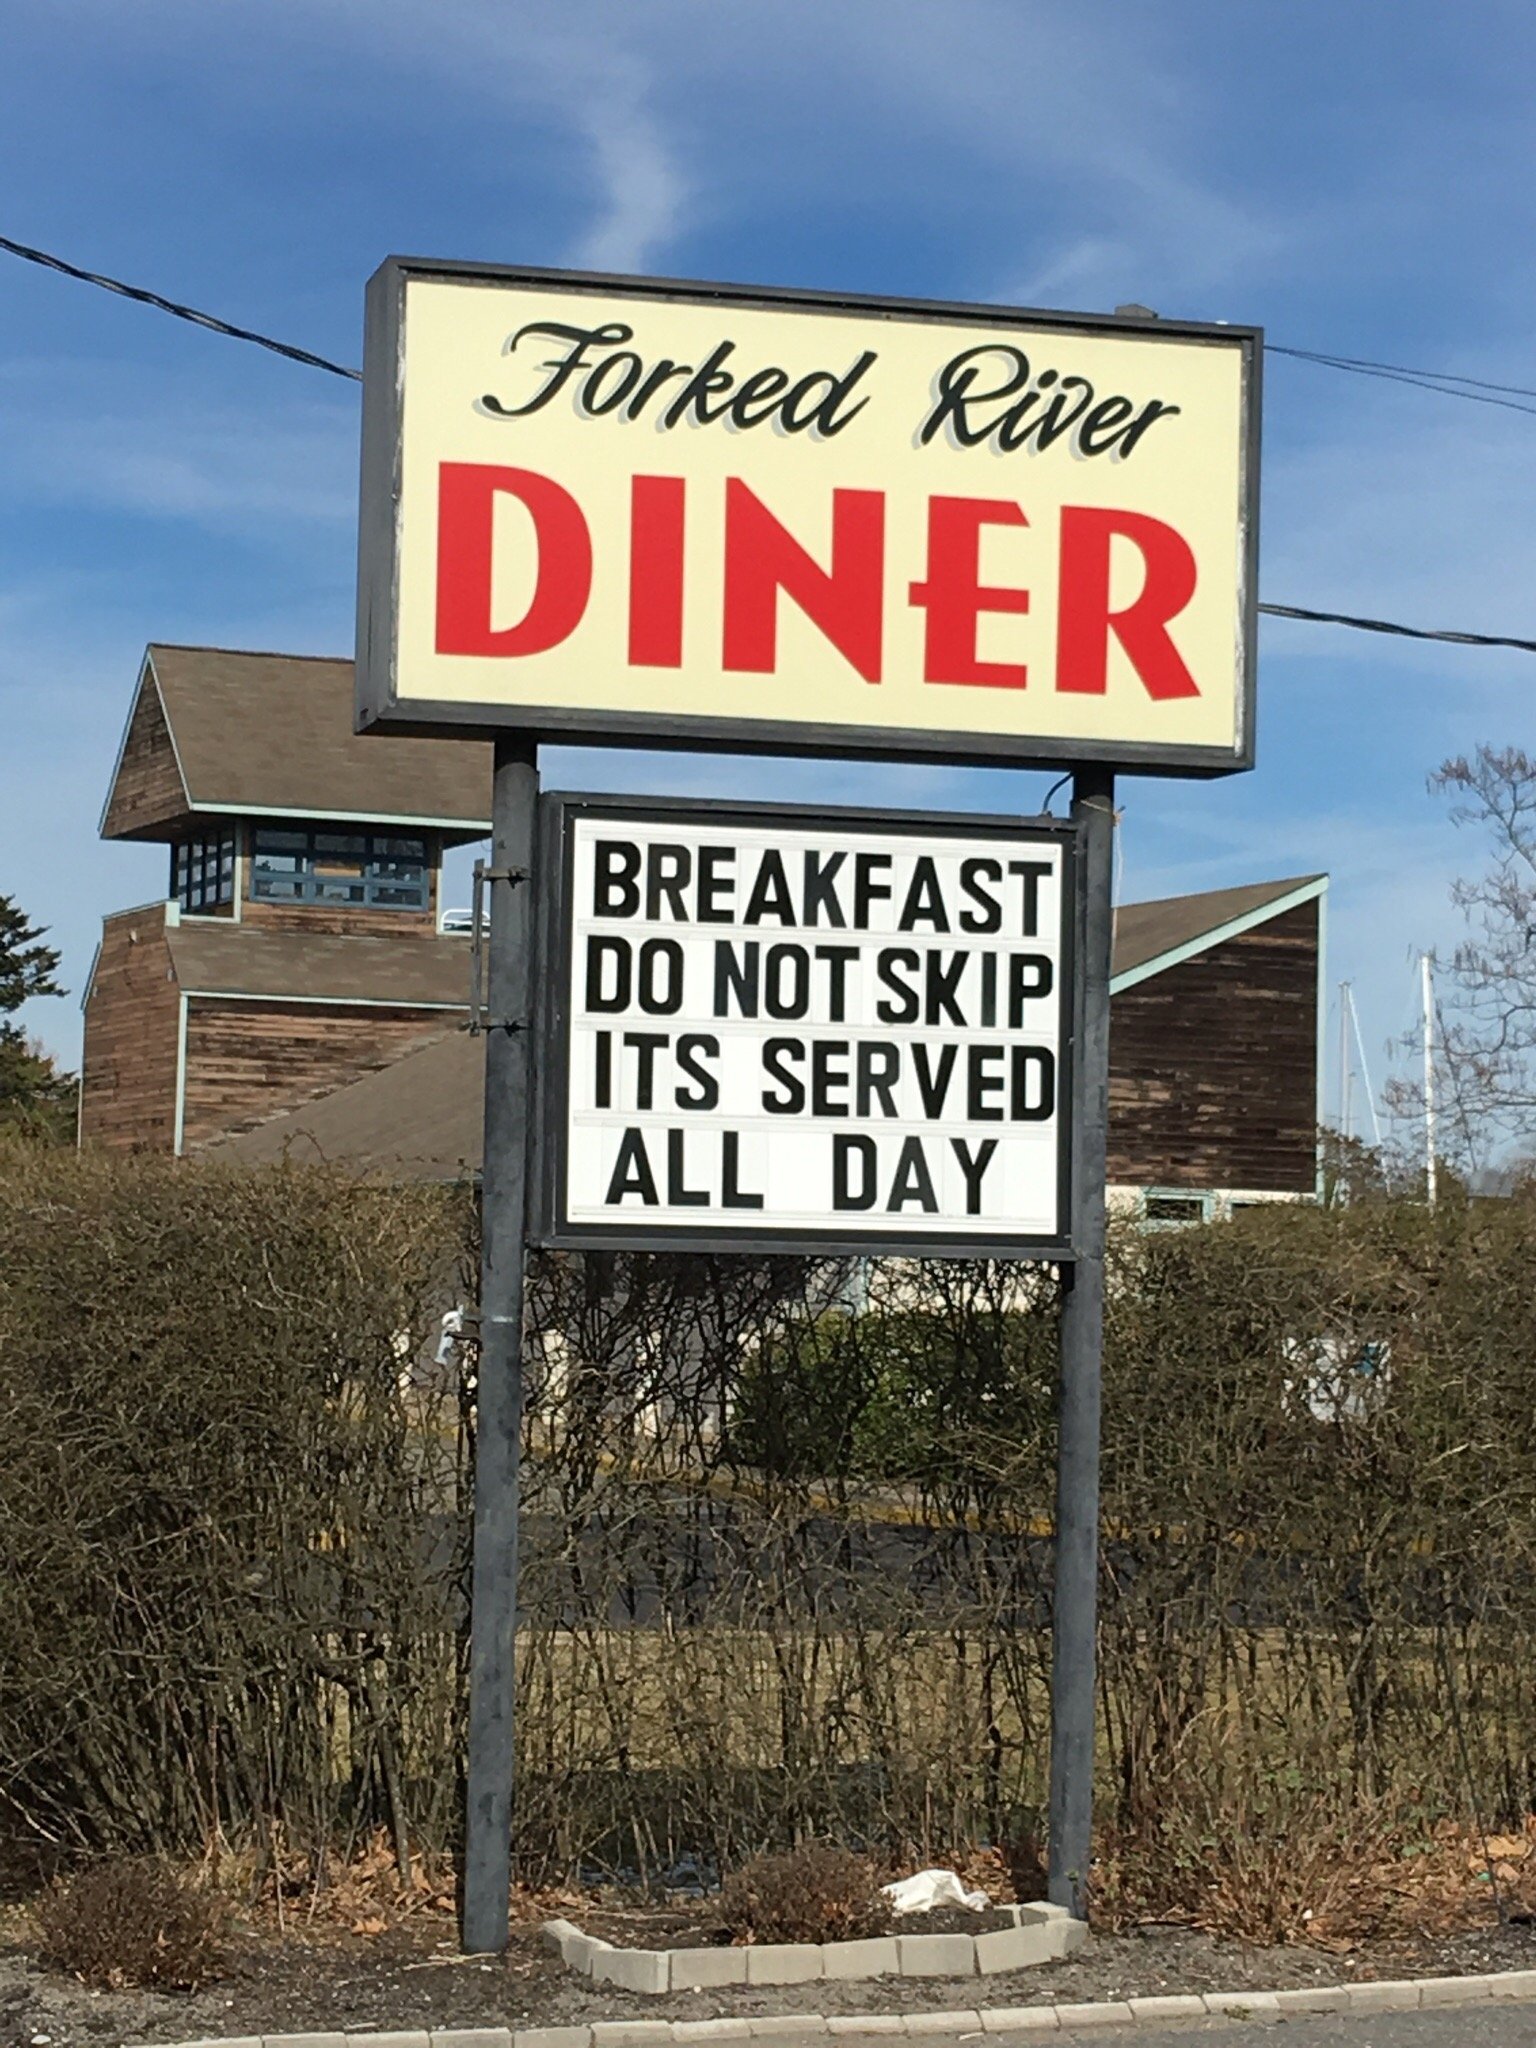 Forked River
DINER
BREAKFAST
DO NOT SKIP
ITS SERVED
ALL DAY